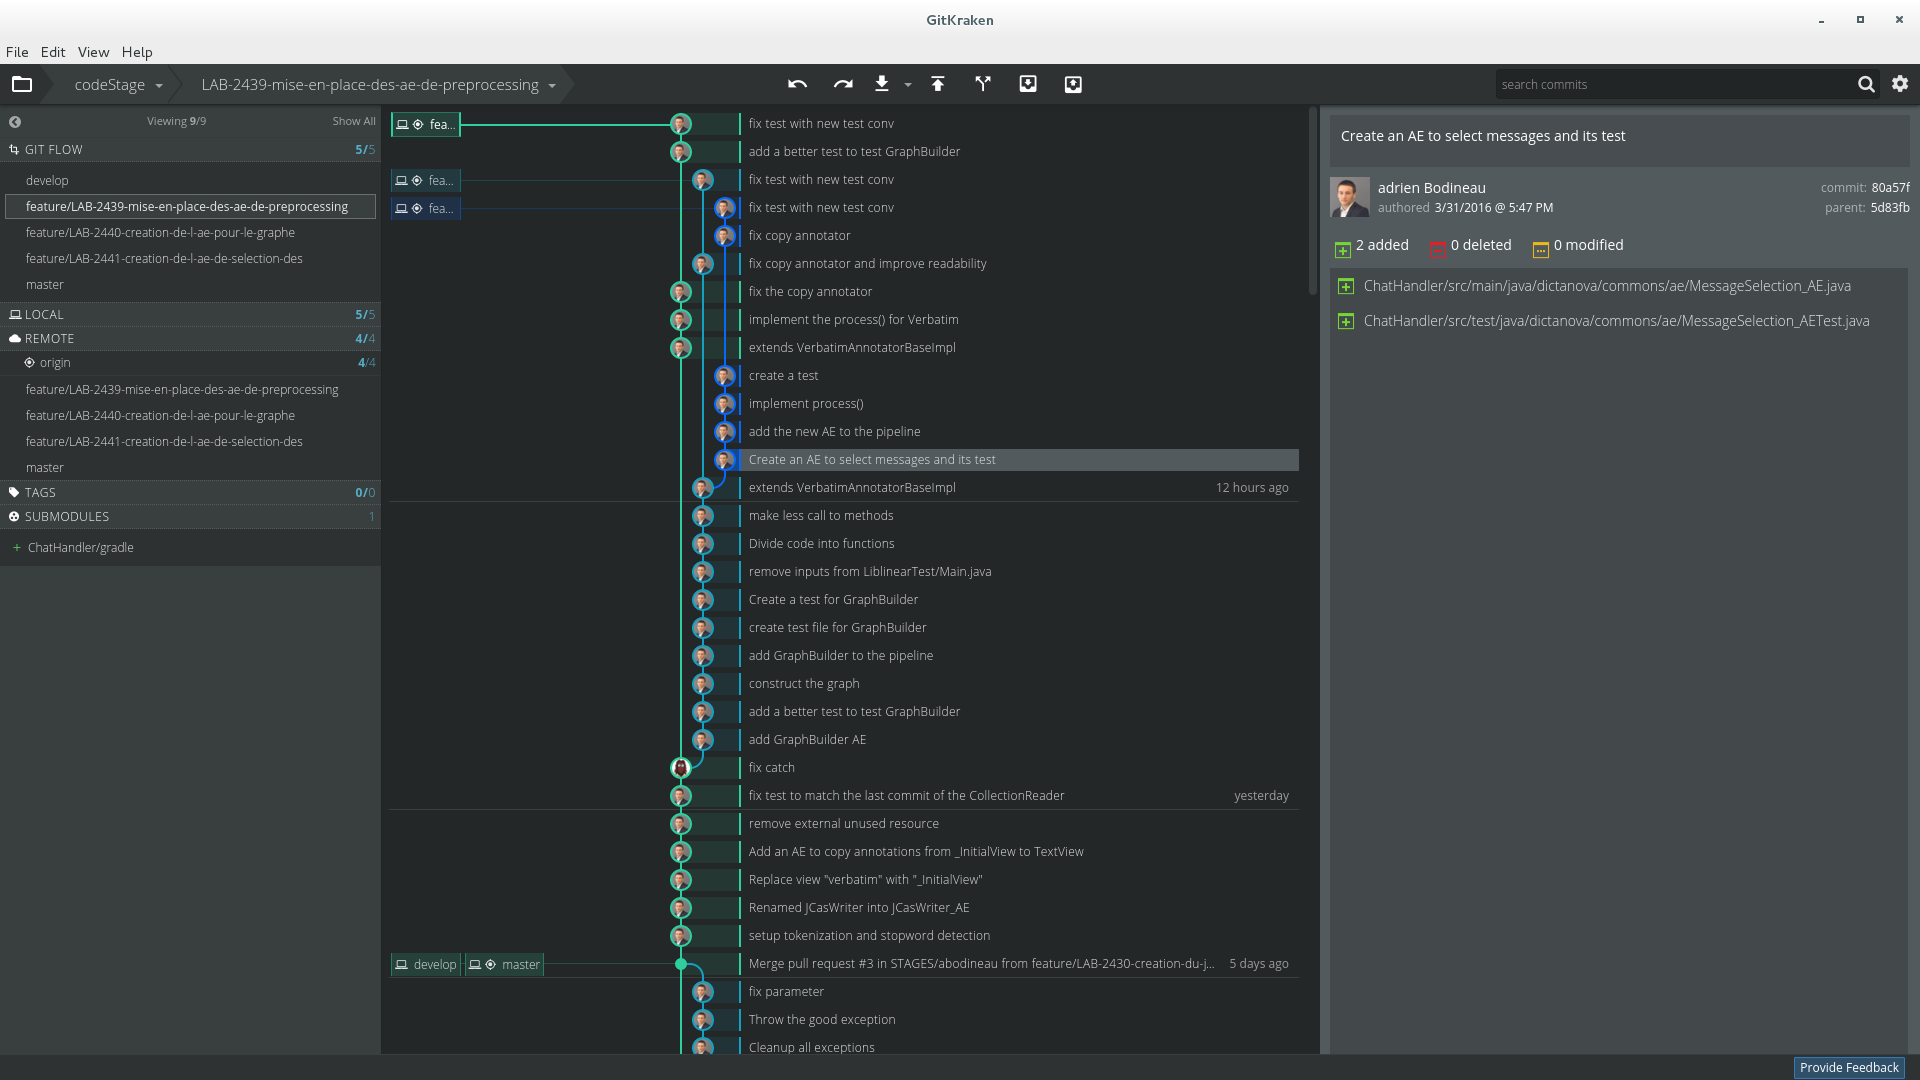 GitKraken
File Edit View Help
codeStage LAB-2439-mise-en-place-des-ae-de-preprocessing search commits
Viewing 9/9 Show All
GIT FLOW 5/5
develop
feature/LAB-2439-mise-en-place-des-ae-de-preprocessing
feature/LAB-2440-creation-de-l-ae-pour-le-graphe
feature/LAB-2441-creation-de-l-ae-de-selection-des
master
LOCAL 5/5
REMOTE 4/4
origin 4/4
feature/LAB-2439-mise-en-place-des-ae-de-preprocessing
feature/LAB-2440-creation-de-l-ae-pour-le-graphe
feature/LAB-2441-creation-de-l-ae-de-selection-des
master
TAGS 0/0
SUBMODULES 1
+ ChatHandler/gradle
fea... fix test with new test conv
add a better test to test GraphBuilder
fea... fix test with new test conv
fea... fix test with new test conv
fix copy annotator
fix copy annotator and improve readability
fix the copy annotator
implement the process() for Verbatim
extends VerbatimAnnotatorBaseImpl
create a test
implement process()
add the new AE to the pipeline
Create an AE to select messages and its test
extends VerbatimAnnotatorBaseImpl 12 hours ago
make less call to methods
Divide code into functions
remove inputs from LiblinearTest/Main.java
Create a test for GraphBuilder
create test file for GraphBuilder
add GraphBuilder to the pipeline
construct the graph
add a better test to test GraphBuilder
add GraphBuilder AE
fix catch
fix test to match the last commit of the CollectionReader yesterday
remove external unused resource
Add an AE to copy annotations from _InitialView to TextView
Replace view "verbatim" with "_InitialView"
Renamed JCasWriter into JCasWriter_AE
setup tokenization and stopword detection
develop master Merge pull request #3 in STAGES/abodineau from feature/LAB-2430-creation-du-j... 5 days ago
fix parameter
Throw the good exception
Cleanup all exceptions
Create an AE to select messages and its test
adrien Bodineau commit: 80a57f
authored 3/31/2016 @ 5:47 PM parent: 5d83fb
2 added 0 deleted 0 modified
ChatHandler/src/main/java/dictanova/commons/ae/MessageSelection_AE.java
ChatHandler/src/test/java/dictanova/commons/ae/MessageSelection_AETest.java
Provide Feedback